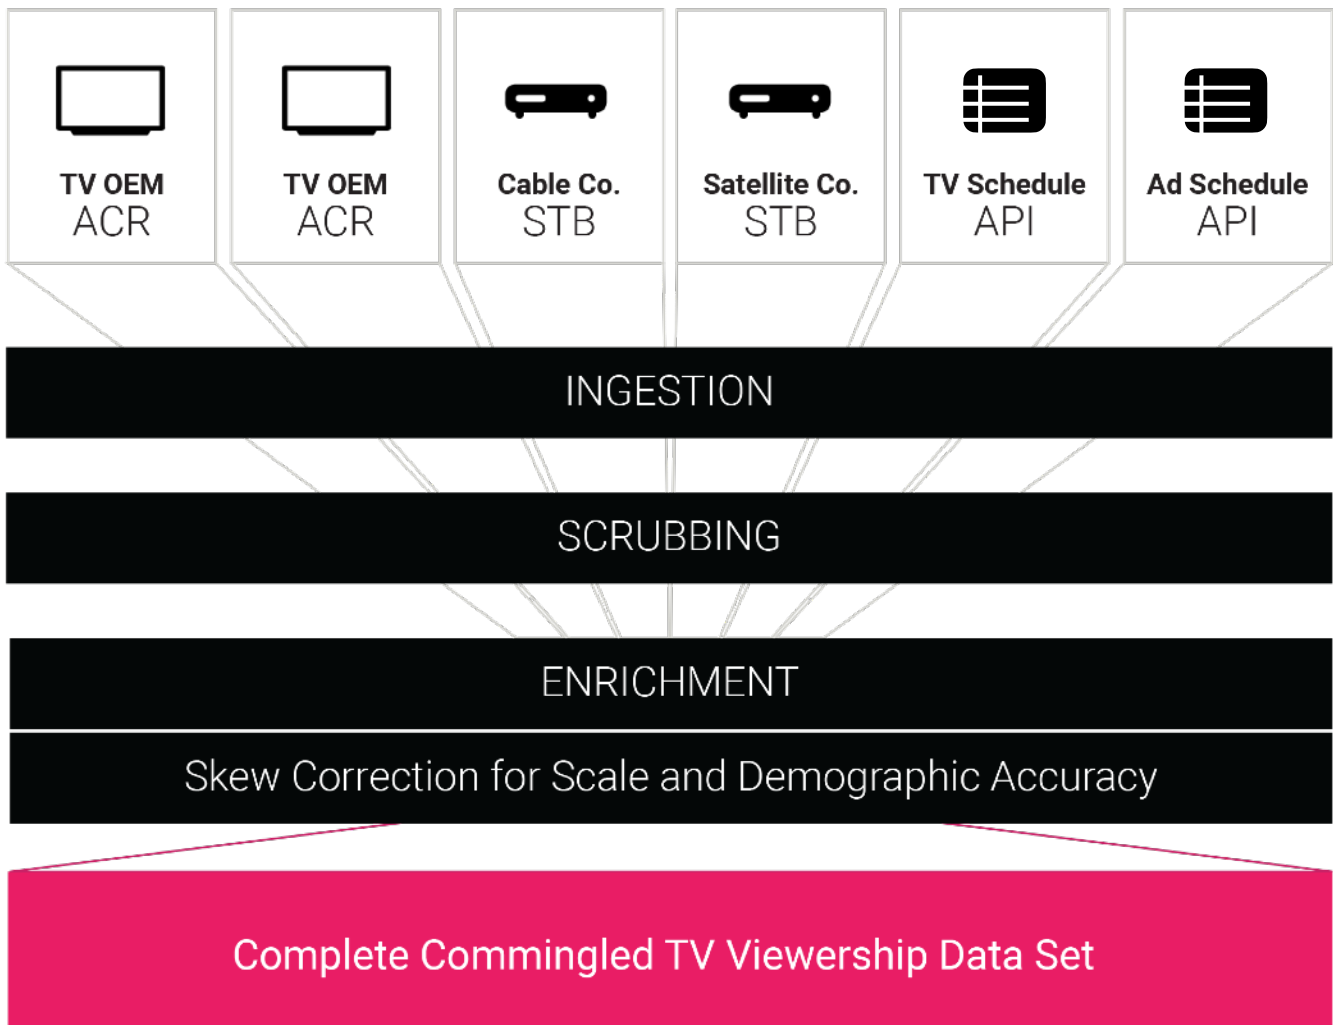 TV OEM
ACR
TV OEM
ACR
Cable Co.
STB
Satellite Co.
STB
TV Schedule
API
Ad Schedule
API
INGESTION
SCRUBBING
ENRICHMENT
Skew Correction for Scale and Demographic Accuracy
Complete Commingled TV Viewership Data Set